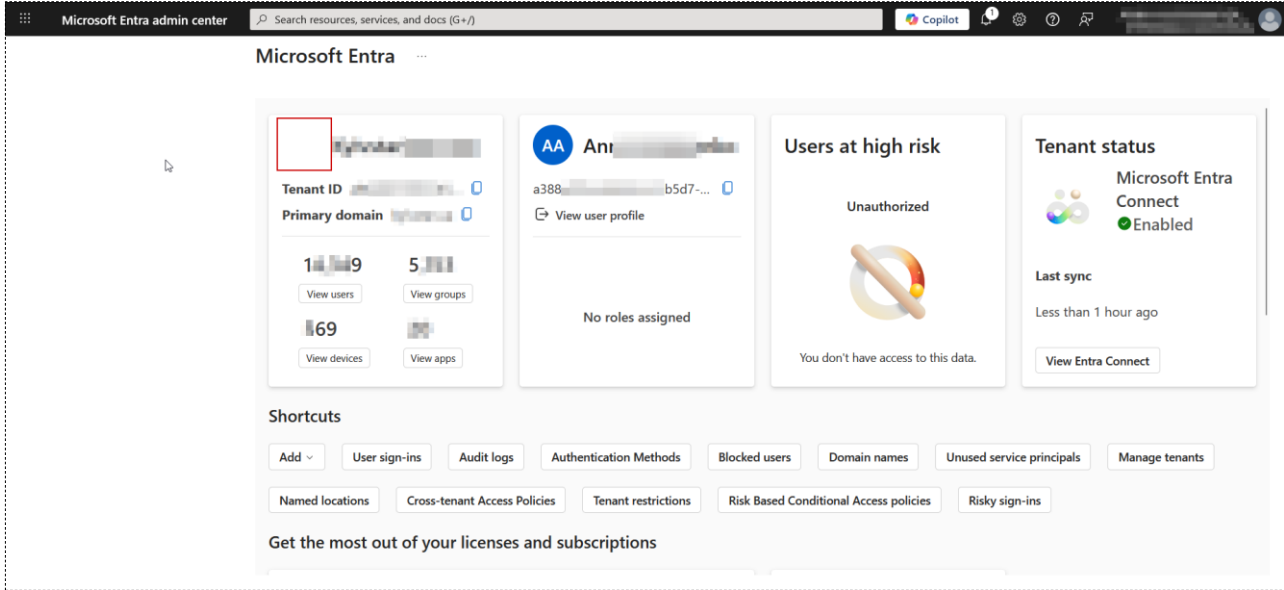 Microsoft Entra admin center
Search resources, services, and docs (G+/)
Copilot
1
Microsoft Entra
...
Tenant ID
Primary domain
View users
View groups
69
View devices
View apps
AA
a388 b5d7-...
View user profile
No roles assigned
Users at high risk
Unauthorized
You don't have access to this data.
Tenant status
Microsoft Entra
Connect
Enabled
Last sync
Less than 1 hour ago
View Entra Connect
Shortcuts
Add
User sign-ins
Audit logs
Authentication Methods
Blocked users
Domain names
Unused service principals
Manage tenants
Named locations
Cross-tenant Access Policies
Tenant restrictions
Risk Based Conditional Access policies
Risky sign-ins
Get the most out of your licenses and subscriptions